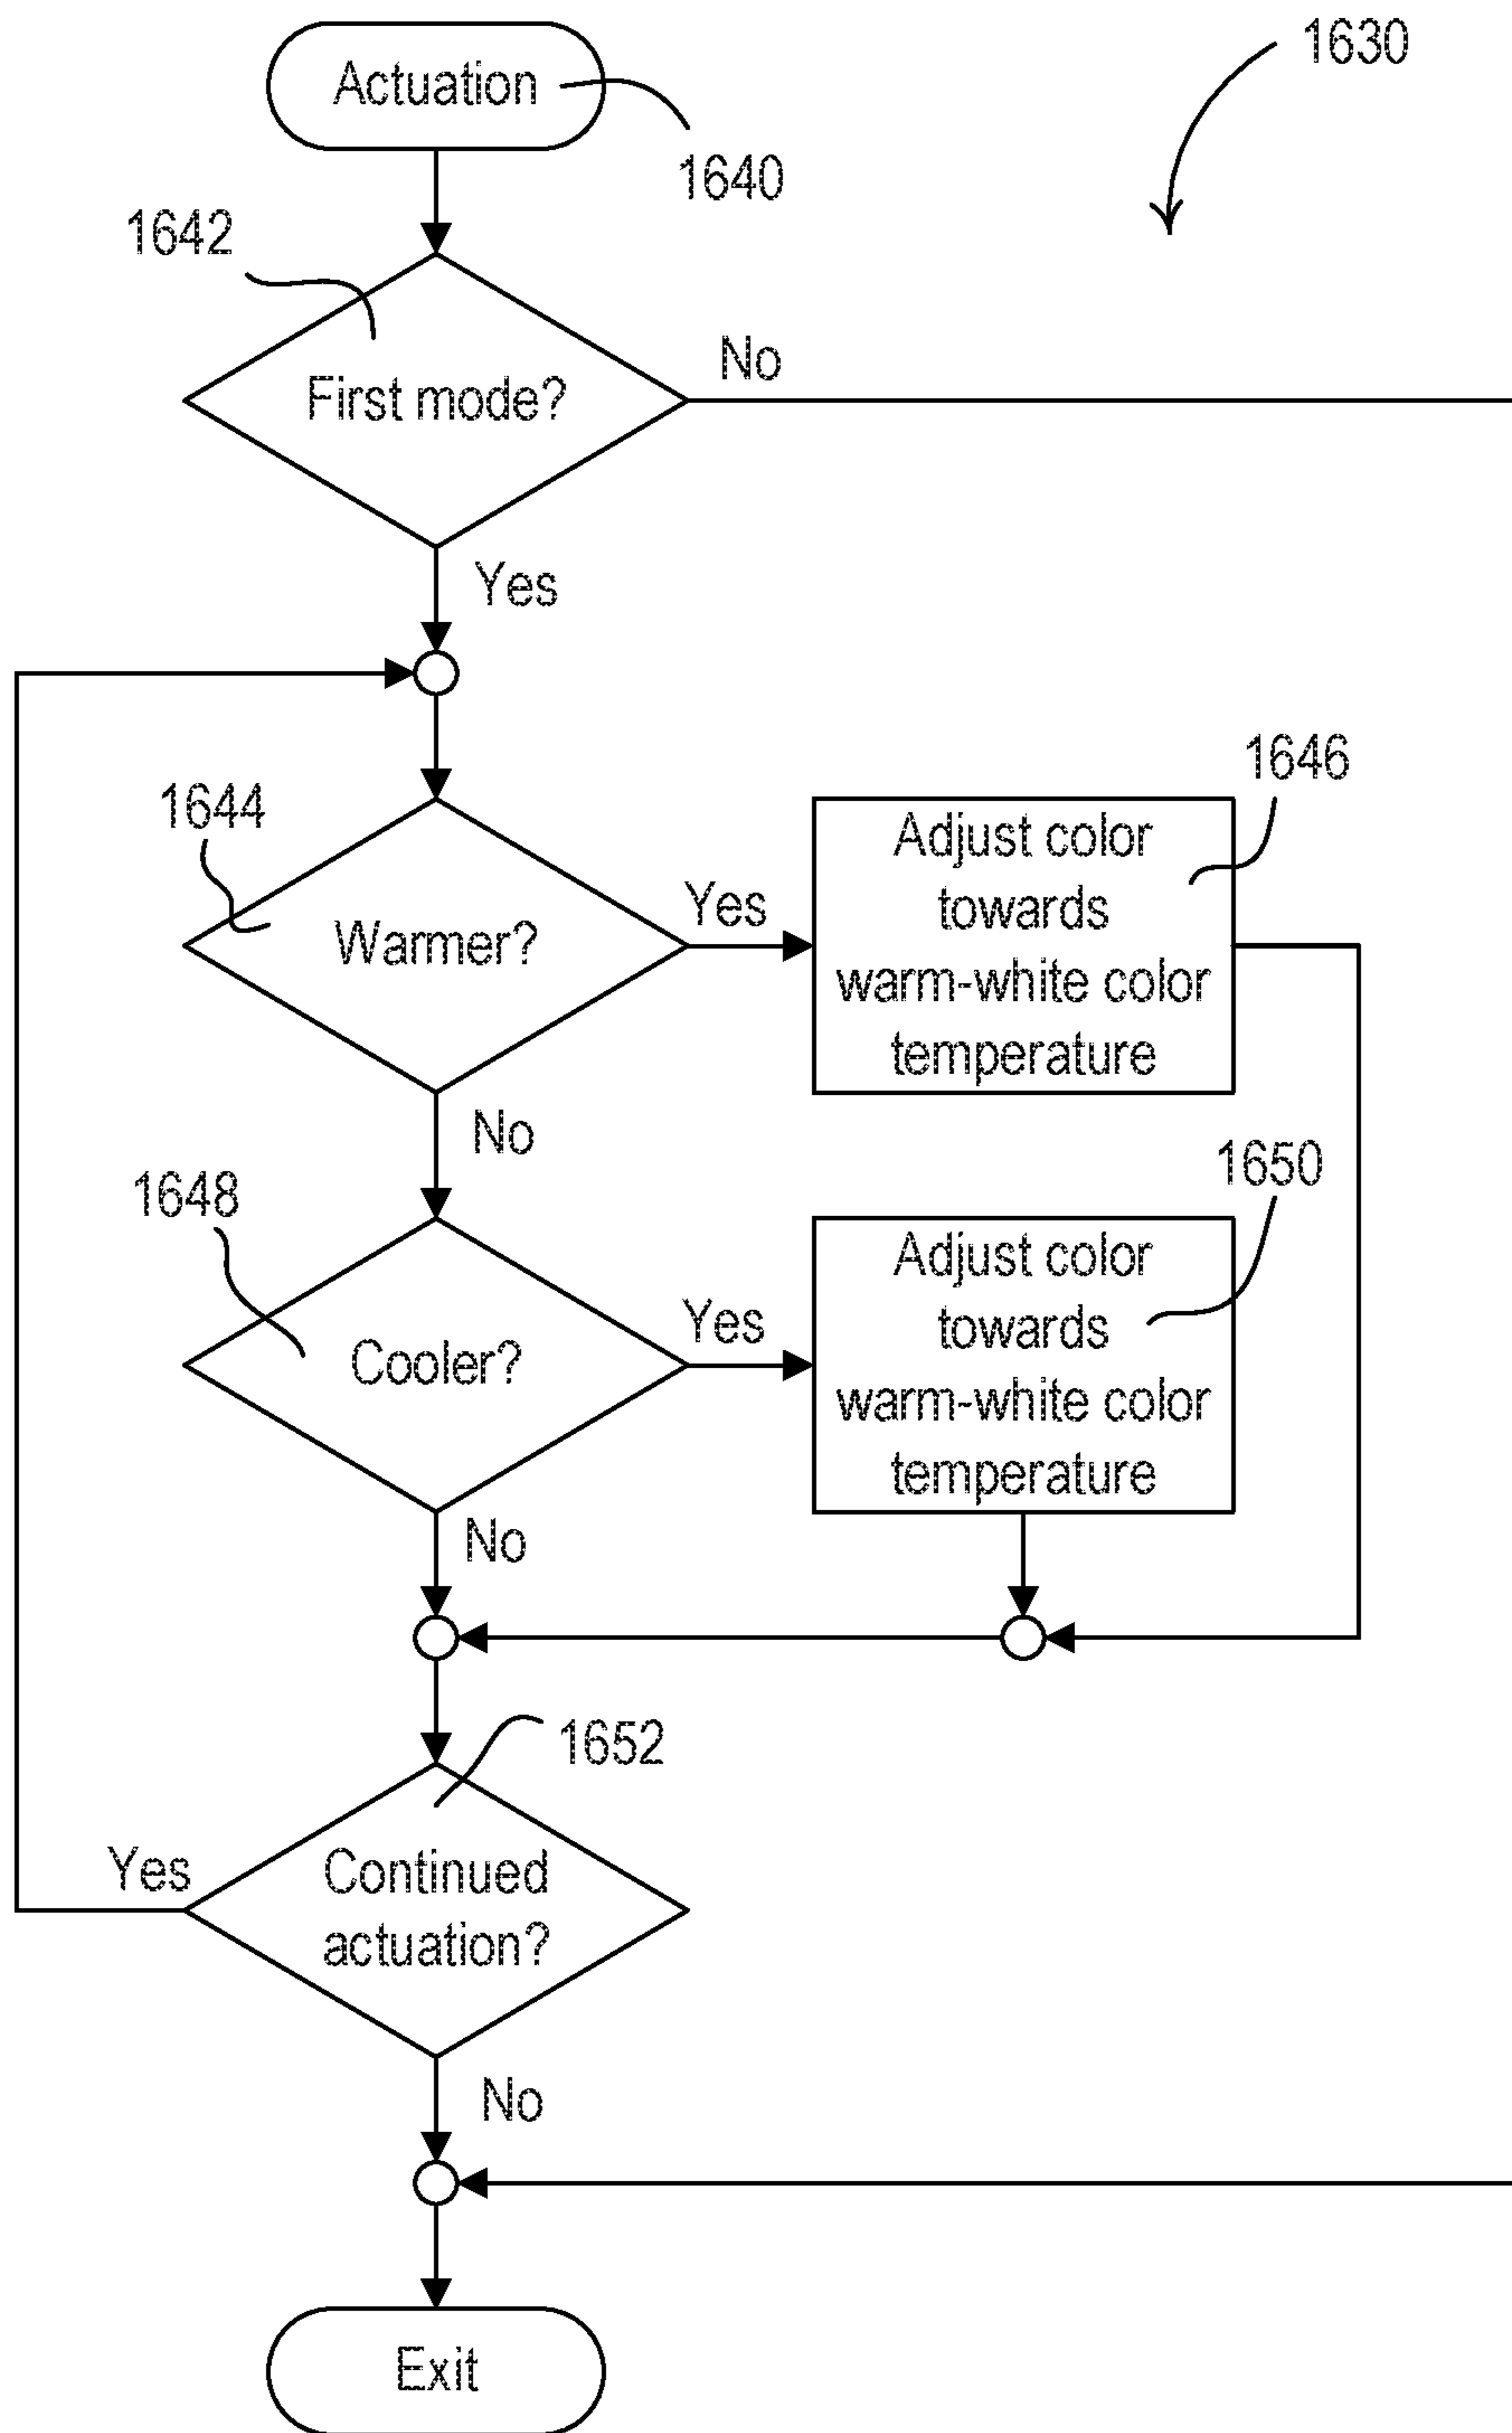 1630
Actuation
1640
1642
First mode?
No
Yes
1644
Warmer?
Yes
1646
Adjust color
towards
warm-white color
temperature
No
1648
Cooler?
Yes
1650
Adjust color
towards
warm-white color
temperature
No
1652
Continued
actuation?
Yes
No
Exit